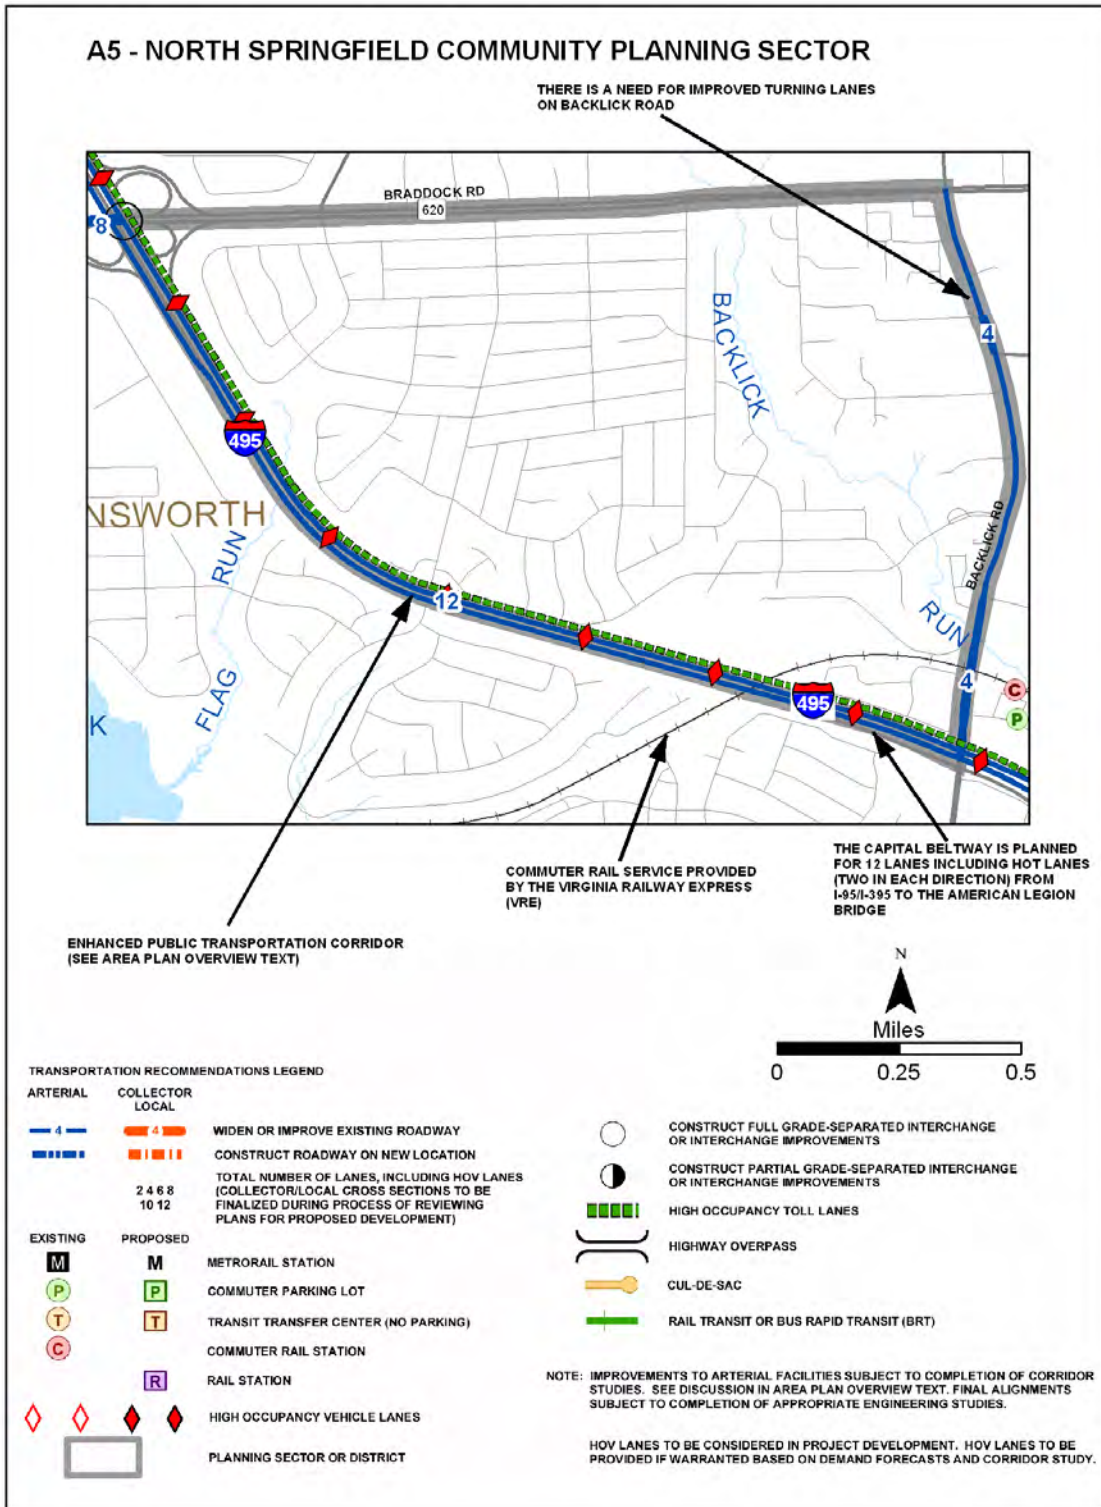 A5 - NORTH SPRINGFIELD COMMUNITY PLANNING SECTOR
THERE IS A NEED FOR IMPROVED TURNING LANES
ON BACKLICK ROAD
BRADDOCK RD
620
8
BACKLICK
4
495
NSWORTH
RUN
BACKLICK RD
12
RUN
FLAG
4
C
495
P
K
COMMUTER RAIL SERVICE PROVIDED
BY THE VIRGINIA RAILWAY EXPRESS
(VRE)
THE CAPITAL BELTWAY IS PLANNED
FOR 12 LANES INCLUDING HOT LANES
(TWO IN EACH DIRECTION) FROM
I-95/I-395 TO THE AMERICAN LEGION
BRIDGE
ENHANCED PUBLIC TRANSPORTATION CORRIDOR
(SEE AREA PLAN OVERVIEW TEXT)
N
Miles
0 0.25 0.5
TRANSPORTATION RECOMMENDATIONS LEGEND
ARTERIAL COLLECTOR
LOCAL
4 4 WIDEN OR IMPROVE EXISTING ROADWAY
CONSTRUCT ROADWAY ON NEW LOCATION
TOTAL NUMBER OF LANES, INCLUDING HOV LANES
2 4 6 8 (COLLECTOR/LOCAL CROSS SECTIONS TO BE
10 12 FINALIZED DURING PROCESS OF REVIEWING
PLANS FOR PROPOSED DEVELOPMENT)
EXISTING PROPOSED
M M METRORAIL STATION
P P COMMUTER PARKING LOT
T T TRANSIT TRANSFER CENTER (NO PARKING)
C COMMUTER RAIL STATION
R RAIL STATION
HIGH OCCUPANCY VEHICLE LANES
PLANNING SECTOR OR DISTRICT
CONSTRUCT FULL GRADE-SEPARATED INTERCHANGE
OR INTERCHANGE IMPROVEMENTS
CONSTRUCT PARTIAL GRADE-SEPARATED INTERCHANGE
OR INTERCHANGE IMPROVEMENTS
HIGH OCCUPANCY TOLL LANES
HIGHWAY OVERPASS
CUL-DE-SAC
RAIL TRANSIT OR BUS RAPID TRANSIT (BRT)
NOTE: IMPROVEMENTS TO ARTERIAL FACILITIES SUBJECT TO COMPLETION OF CORRIDOR
STUDIES. SEE DISCUSSION IN AREA PLAN OVERVIEW TEXT. FINAL ALIGNMENTS
SUBJECT TO COMPLETION OF APPROPRIATE ENGINEERING STUDIES.
HOV LANES TO BE CONSIDERED IN PROJECT DEVELOPMENT. HOV LANES TO BE
PROVIDED IF WARRANTED BASED ON DEMAND FORECASTS AND CORRIDOR STUDY.